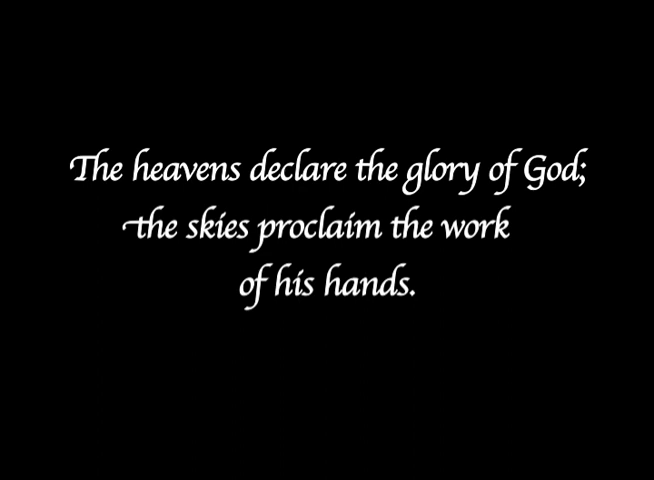 The heavens declare the glory of God;
the skies proclaim the work
of his hands.